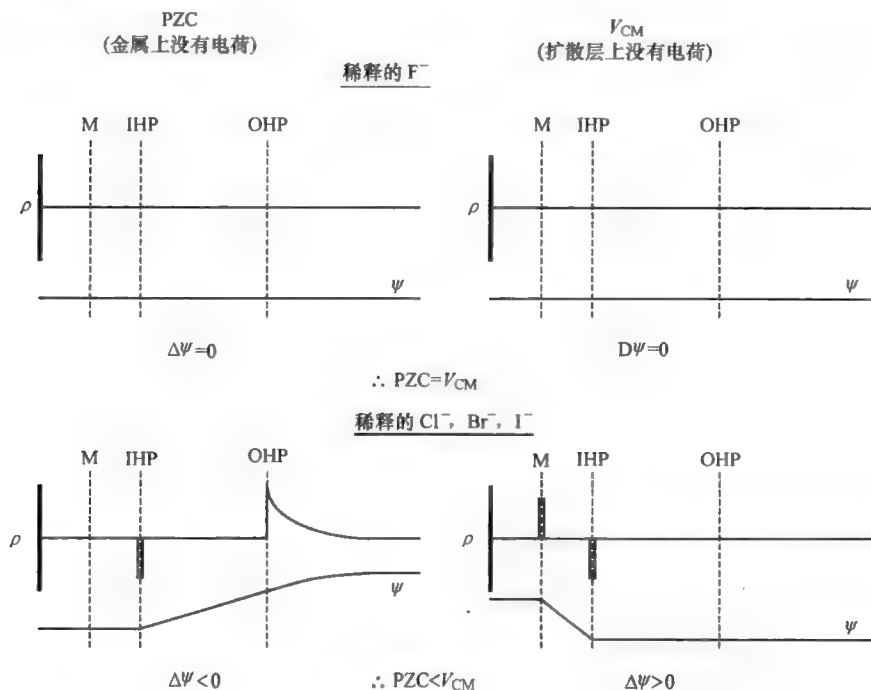 PZC
(金属上没有电荷)
V_CM
(扩散层上没有电荷)
稀释的 F⁻
M IHP OHP
M IHP OHP
ρ
ρ
Ψ
Ψ
ΔΨ=0
DΨ=0
∴ PZC=V_CM
稀释的 Cl⁻, Br⁻, I⁻
M IHP OHP
M IHP OHP
ρ
ρ
Ψ
Ψ
ΔΨ<0
∴ PZC<V_CM
ΔΨ>0